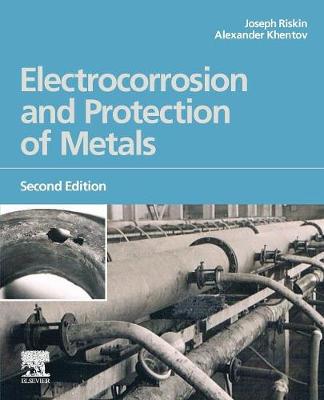 Joseph Riskin
Alexander Khentov
Electrocorrosion
and Protection
of Metals
Second Edition
ELSEVIER